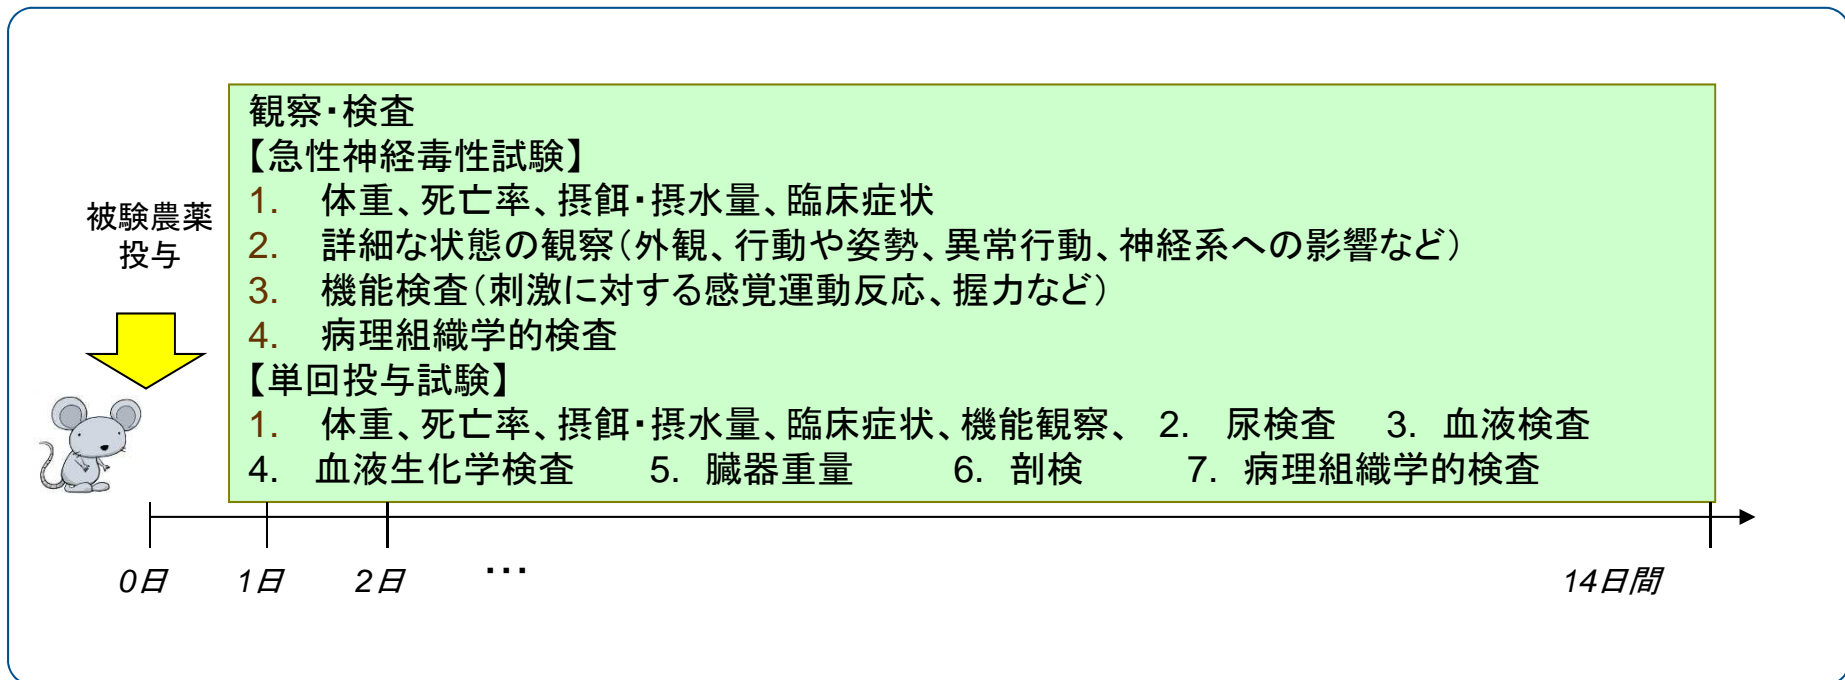 観察・検査
【急性神経毒性試験】
1. 体重、死亡率、摂餌・摂水量、臨床症状
2. 詳細な状態の観察(外観、行動や姿勢、異常行動、神経系への影響など)
3. 機能検査(刺激に対する感覚運動反応、握力など)
4. 病理組織学的検査
【単回投与試験】
1. 体重、死亡率、摂餌・摂水量、臨床症状、機能観察、 2. 尿検査 3. 血液検査
4. 血液生化学検査 5. 臓器重量 6. 剖検 7. 病理組織学的検査
被験農薬
投与
0日 1日 2日 … 14日間